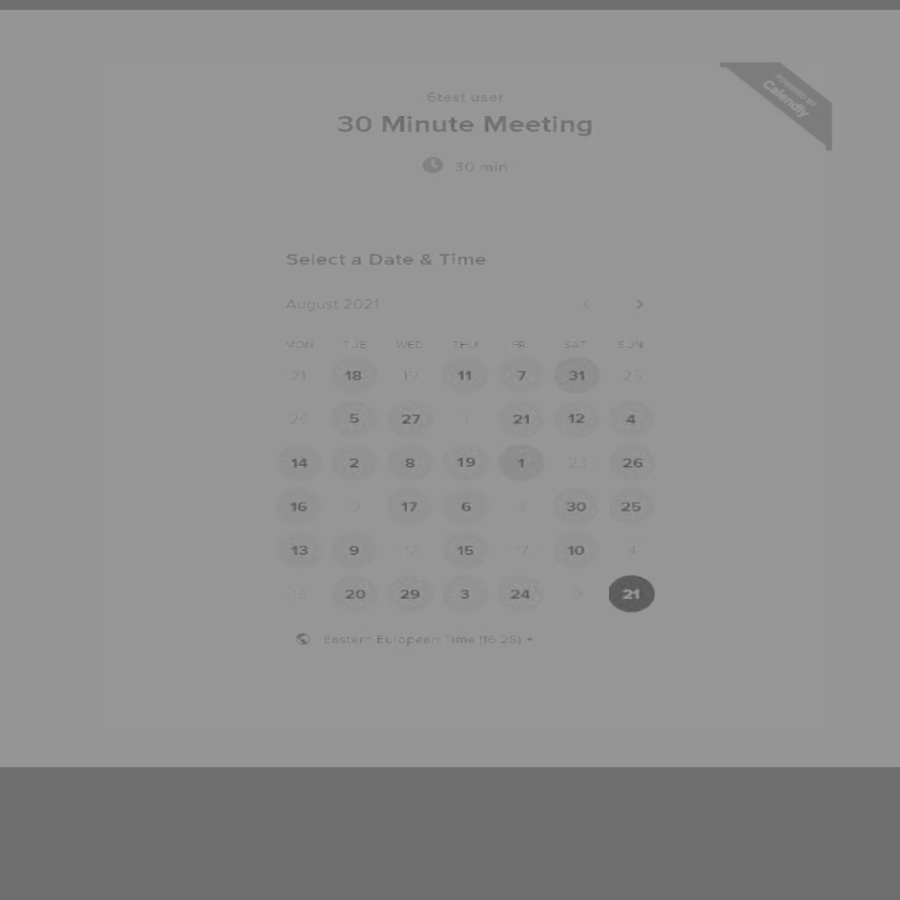 6test user
POWERED BY
Calendly
30 Minute Meeting
30 min
Select a Date & Time
August 2021
MON TUE WED THU FRI SAT SUN
21 18 19 11 7 31
26 5 27 1 21 12 4
14 2 8 19 1 23 26
16 9 17 6 3 30 25
13 9 17 15 17 10 4
15 20 29 3 24 9 21
Eastern European Time (16:28)